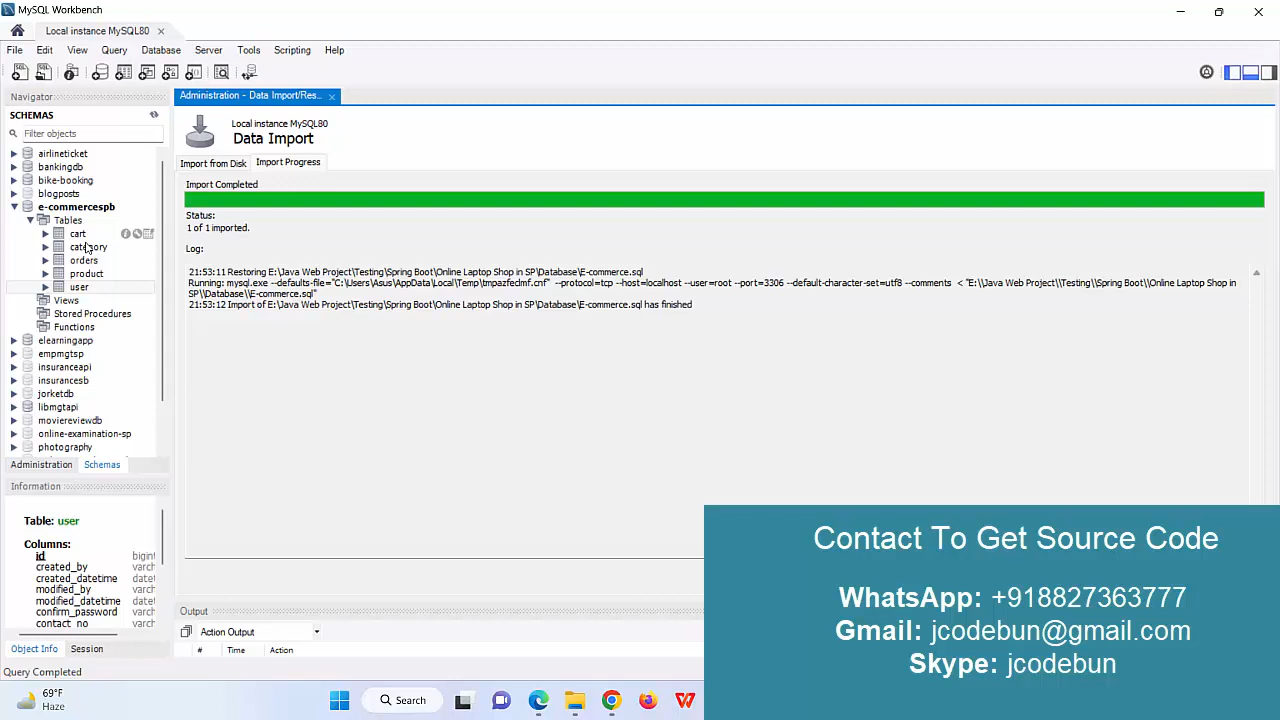 MySQL Workbench
Local instance MySQL80
File Edit View Query Database Server Tools Scripting Help
Navigator
SCHEMAS
Filter objects
airlineticket
bankingdb
bike-booking
blogposts
e-commercespb
Tables
cart
category
orders
product
user
Views
Stored Procedures
Functions
elearningapp
empmgtsp
insuranceapi
insurancesb
jorketdb
libmgtapi
moviereviewdb
online-examination-sp
photography
Administration Schemas
Information
Table: user
Columns:
id bigint
created_by varch
created_datetime datet
modified_by varch
modified_datetime datet
confirm_password varch
contact_no varch
Object Info Session
Query Completed
Administration - Data Import/Res...
Local instance MySQL80
Data Import
Import from Disk Import Progress
Import Completed
Status:
1 of 1 imported.
Log:
21:53:11 Restoring E:\Java Web Project\Testing\Spring Boot\Online Laptop Shop in SP\Database\E-commerce.sql
Running: mysql.exe --defaults-file="C:\Users\Asus\AppData\Local\Temp\tmpazfedmf.cnf" --protocol=tcp --host=localhost --user=root --port=3306 --default-character-set=utf8 --comments < "E:\\Java Web Project\\Testing\\Spring Boot\\Online Laptop Shop in
SP\\Database\\E-commerce.sql"
21:53:12 Import of E:\Java Web Project\Testing\Spring Boot\Online Laptop Shop in SP\Database\E-commerce.sql has finished
Output
Action Output
# Time Action
Contact To Get Source Code
WhatsApp: +918827363777
Gmail: jcodebun@gmail.com
Skype: jcodebun
69°F
Haze
Search